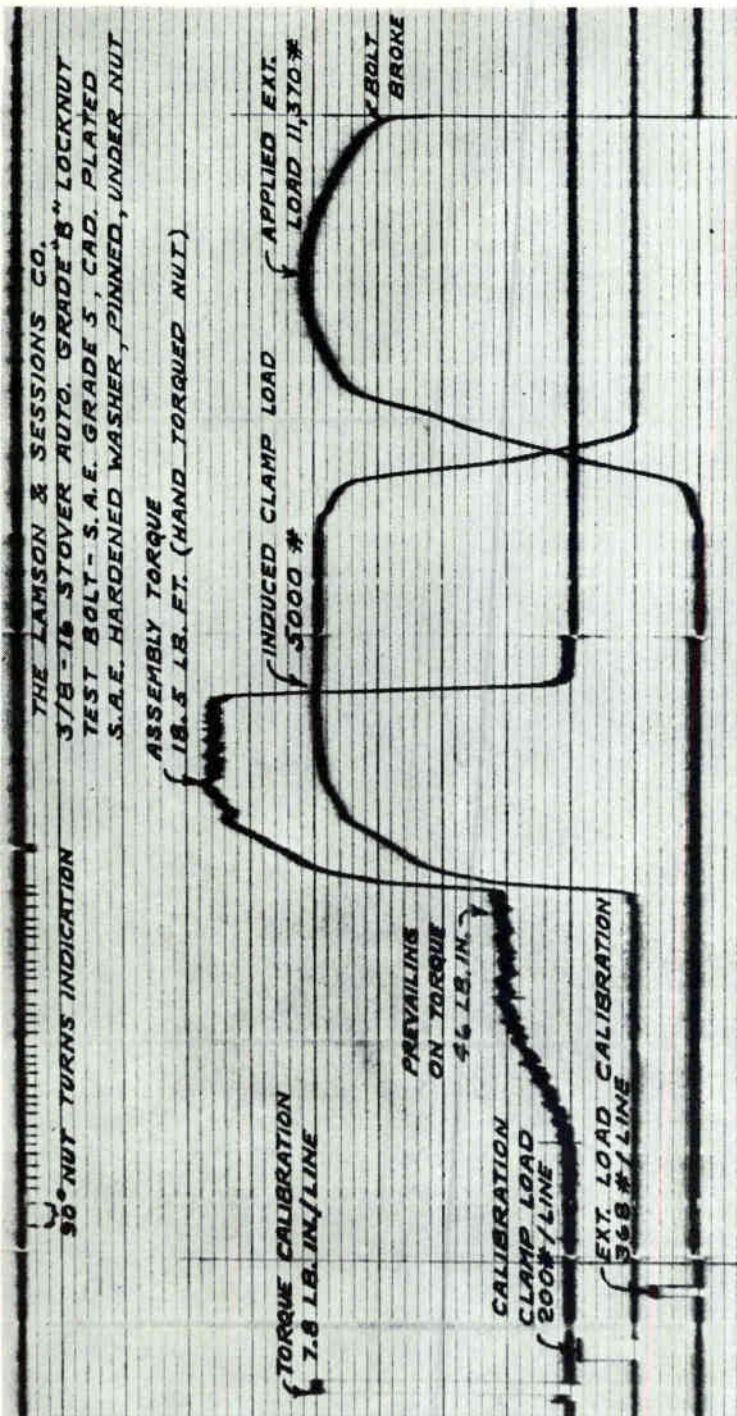 THE LAMSON & SESSIONS CO.
3/8-16 STOVER AUTO. GRADE "B" LOCKNUT
TEST BOLT - S.A.E. GRADE 5, CAD. PLATED
S.A.E. HARDENED WASHER, PINNED, UNDER NUT
90° NUT TURNS INDICATION
ASSEMBLY TORQUE
18.5 LB. FT. (HAND TORQUED NUT)
TORQUE CALIBRATION
7.8 LB. IN./LINE
INDUCED CLAMP LOAD
5000 #
APPLIED EXT.
LOAD 11,370 #
BOLT
BROKE
PREVAILING
ON TORQUE
46 LB. IN.
CALIBRATION
CLAMP LOAD
200#/LINE
EXT. LOAD CALIBRATION
368 #/LINE